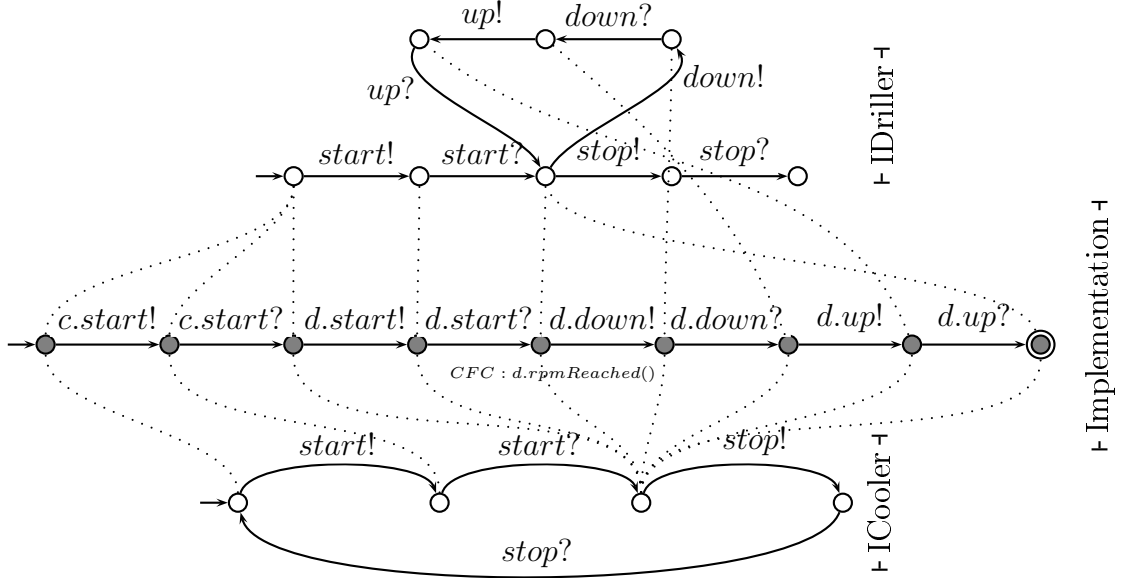 up! down?
up? down!
start! start? stop! stop?
⊢ IDriller ⊣
c.start! c.start? d.start! d.start? d.down! d.down? d.up! d.up?
CFC : d.rpmReached()
⊢ Implementation ⊣
start! start? stop!
stop?
⊢ ICooler ⊣